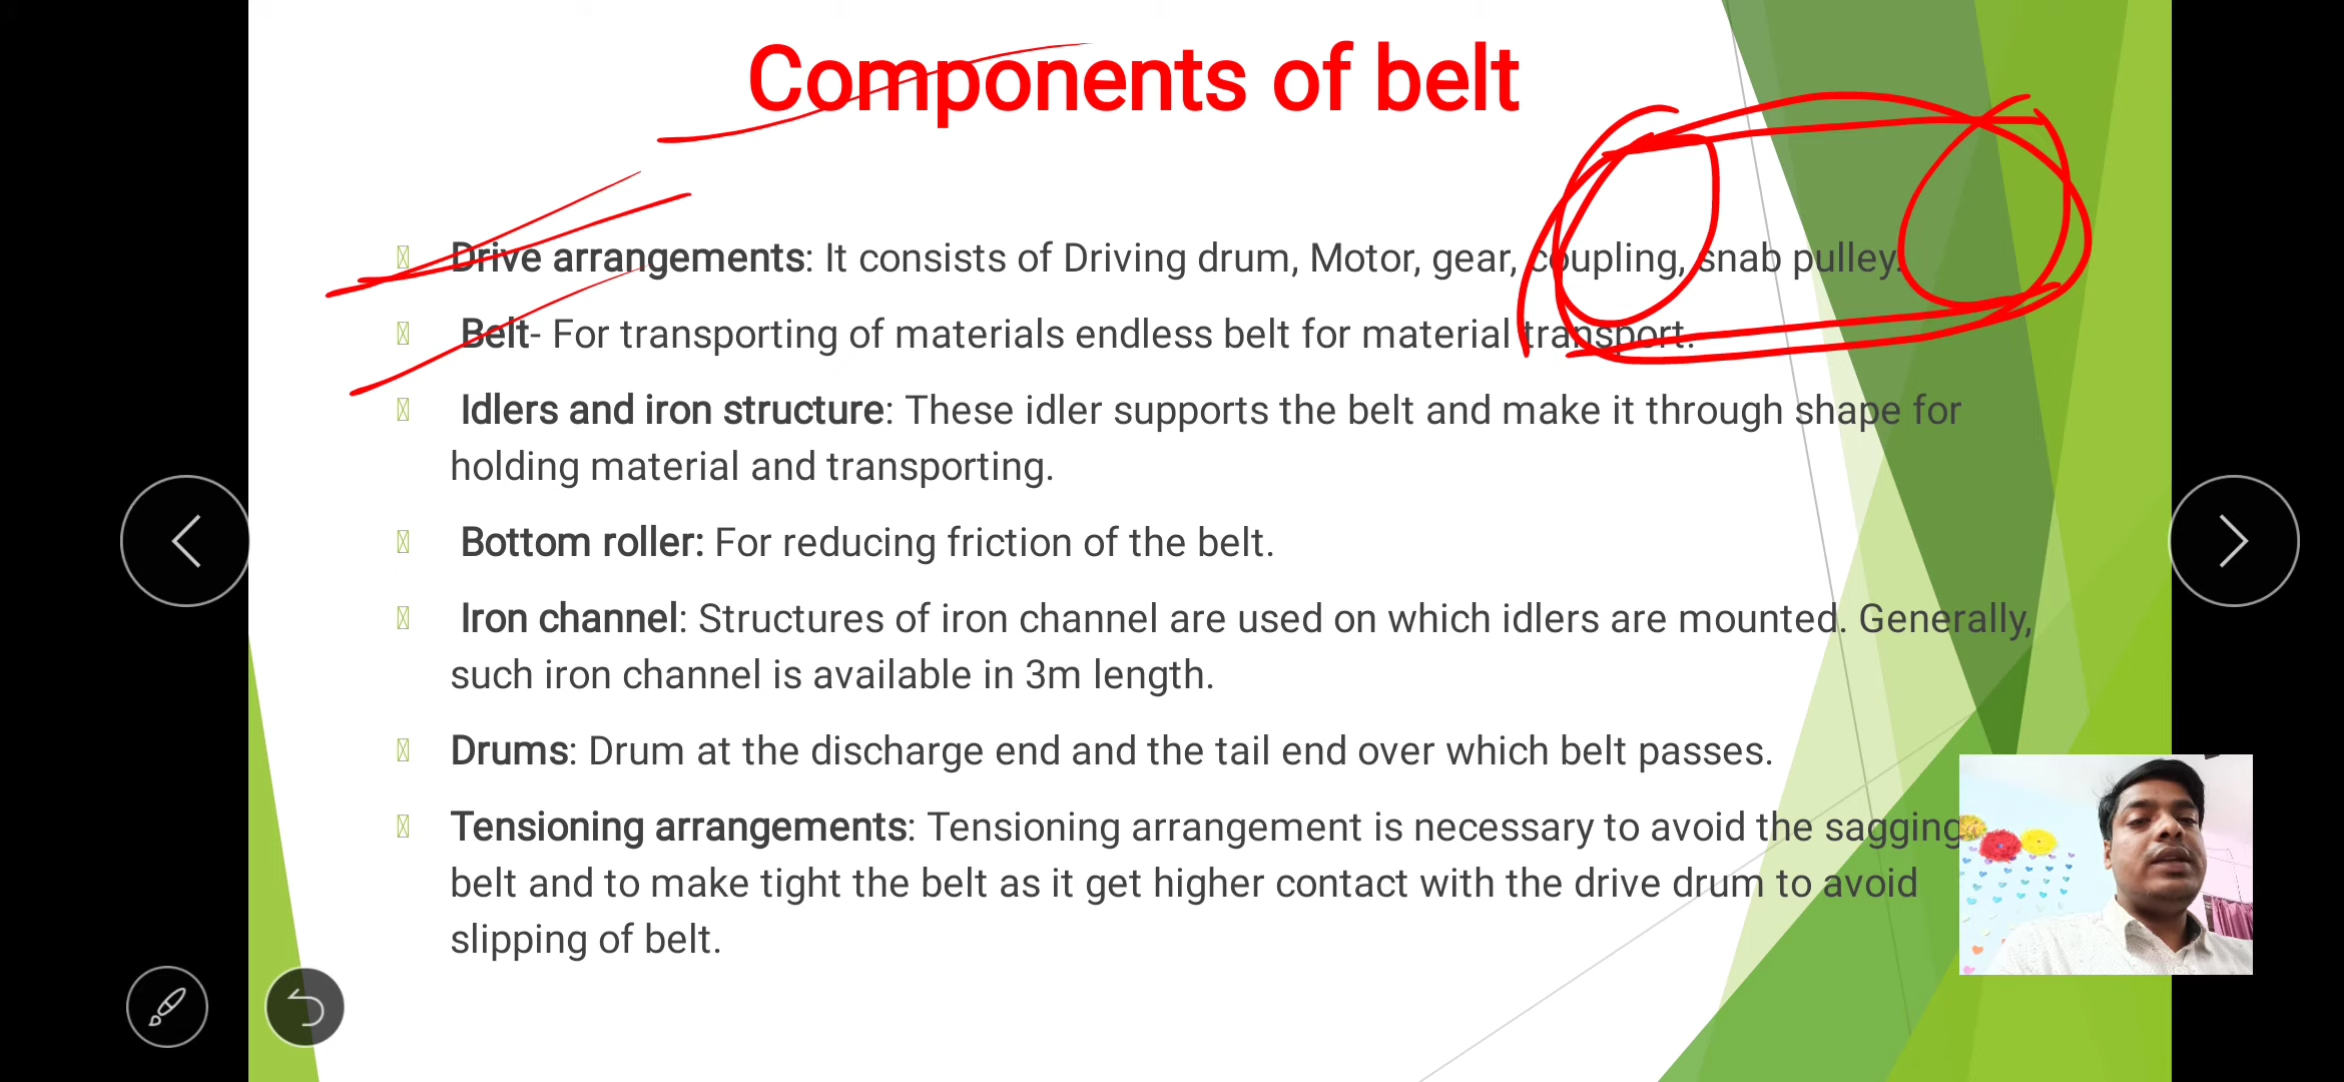 Components of belt
Drive arrangements: It consists of Driving drum, Motor, gear, coupling, snab pulley.
Belt- For transporting of materials endless belt for material transport.
Idlers and iron structure: These idler supports the belt and make it through shape for
holding material and transporting.
Bottom roller: For reducing friction of the belt.
Iron channel: Structures of iron channel are used on which idlers are mounted. Generally,
such iron channel is available in 3m length.
Drums: Drum at the discharge end and the tail end over which belt passes.
Tensioning arrangements: Tensioning arrangement is necessary to avoid the sagging
belt and to make tight the belt as it get higher contact with the drive drum to avoid
slipping of belt.